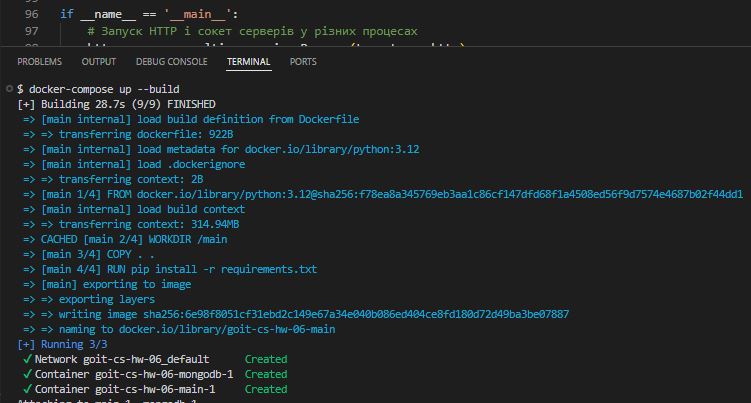 96 if __name__ == '__main__':
97 # Запуск HTTP і сокет серверів у різних процесах
PROBLEMS OUTPUT DEBUG CONSOLE TERMINAL PORTS
$ docker-compose up --build
[+] Building 28.7s (9/9) FINISHED
=> [main internal] load build definition from Dockerfile
=> => transferring dockerfile: 922B
=> [main internal] load metadata for docker.io/library/python:3.12
=> [main internal] load .dockerignore
=> => transferring context: 2B
=> [main 1/4] FROM docker.io/library/python:3.12@sha256:f78ea8a345769eb3aa1c86cf147dfd68f1a4508ed56f9d7574e4687b02f44dd1
=> [main internal] load build context
=> => transferring context: 314.94MB
=> CACHED [main 2/4] WORKDIR /main
=> [main 3/4] COPY . .
=> [main 4/4] RUN pip install -r requirements.txt
=> [main] exporting to image
=> => exporting layers
=> => writing image sha256:6e98f8051cf31ebd2c149e67a34e040b086ed404ce8fd180d72d49ba3be07887
=> => naming to docker.io/library/goit-cs-hw-06-main
[+] Running 3/3
✓ Network goit-cs-hw-06_default Created
✓ Container goit-cs-hw-06-mongodb-1 Created
✓ Container goit-cs-hw-06-main-1 Created